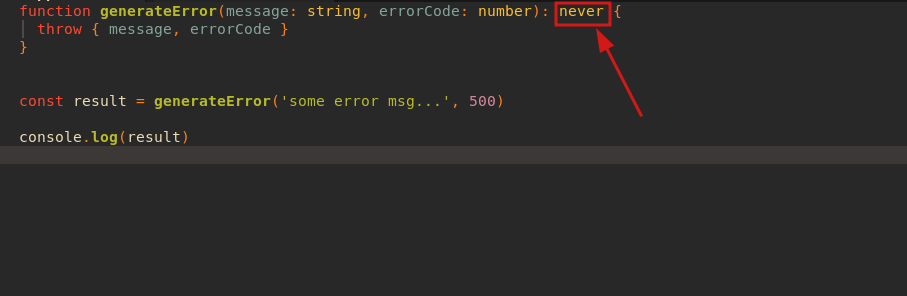 function generateError(message: string, errorCode: number): never {
throw { message, errorCode }
}
const result = generateError('some error msg...', 500)
console.log(result)